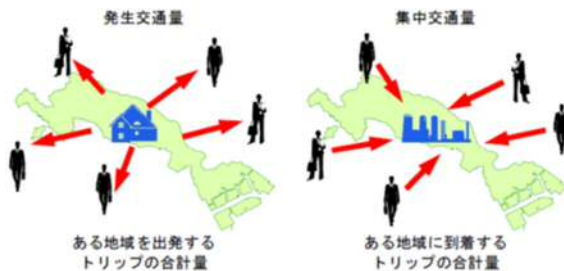 発生交通量
集中交通量
ある地域を出発する
トリップの合計量
ある地域に到着する
トリップの合計量